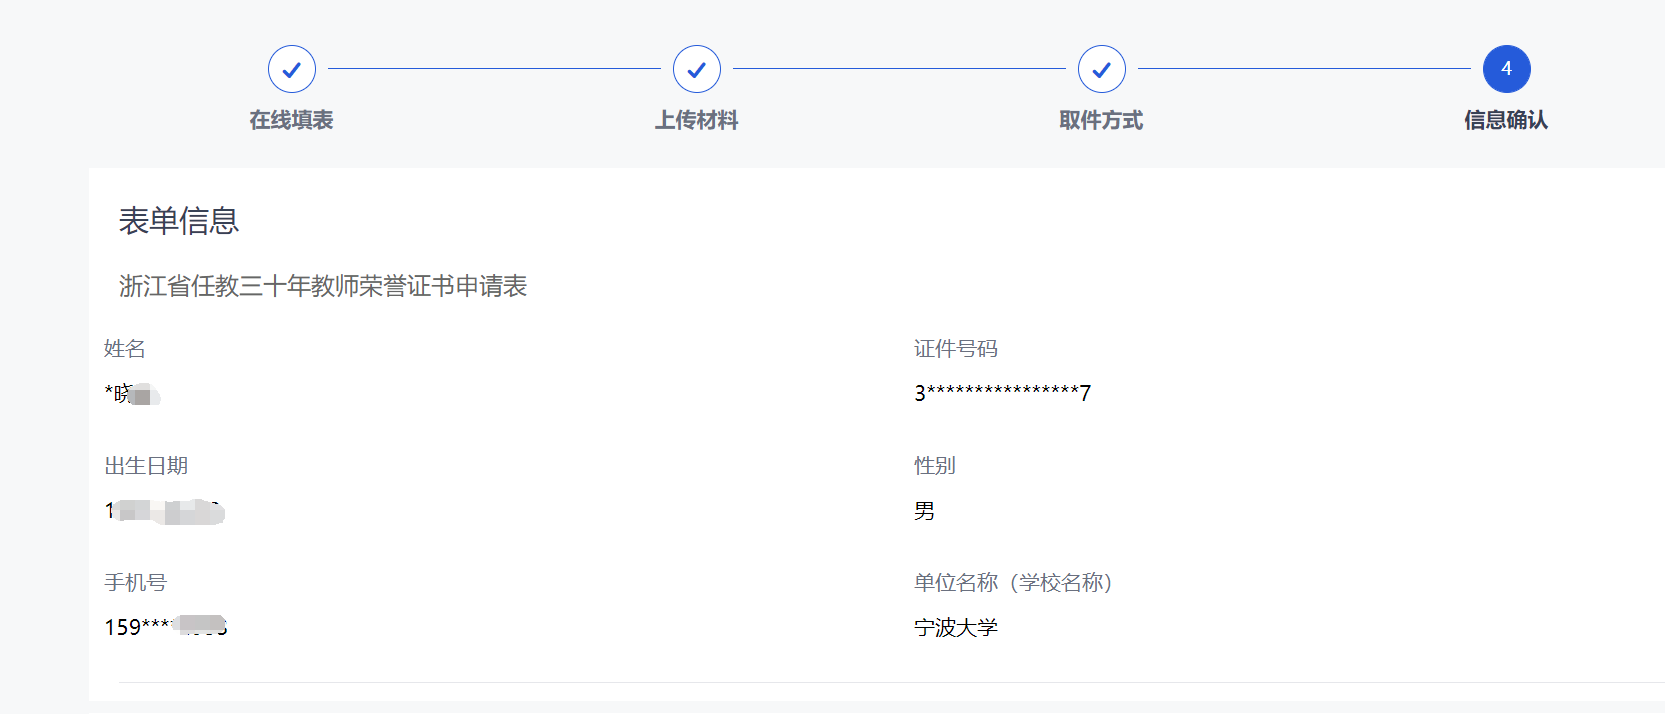 4
在线填表 上传材料 取件方式 信息确认
表单信息
浙江省任教三十年教师荣誉证书申请表
姓名 证件号码
*晓 3****************7
出生日期 性别
1 男
手机号 单位名称（学校名称）
159**** 宁波大学